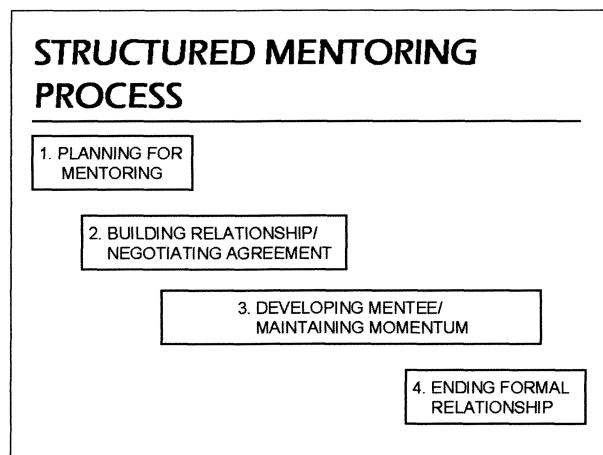 STRUCTURED MENTORING
PROCESS
1. PLANNING FOR
MENTORING
2. BUILDING RELATIONSHIP/
NEGOTIATING AGREEMENT
3. DEVELOPING MENTEE/
MAINTAINING MOMENTUM
4. ENDING FORMAL
RELATIONSHIP